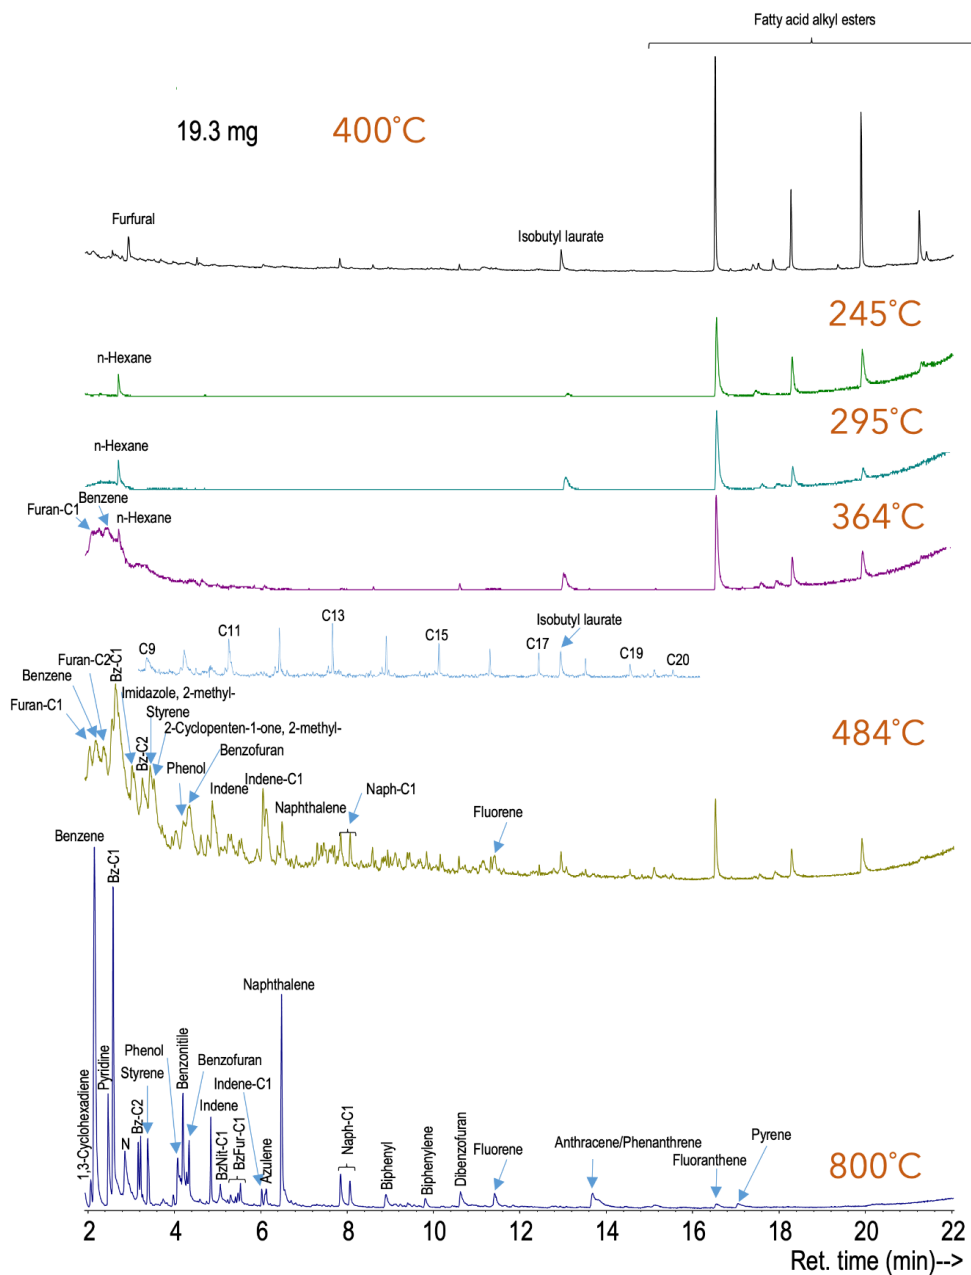 Fatty acid alkyl esters
19.3 mg
400°C
Furfural
Isobutyl laurate
245°C
n-Hexane
295°C
n-Hexane
364°C
Benzene
Furan-C1
n-Hexane
C9
C11
C13
C15
C17
Isobutyl laurate
C19
C20
484°C
Furan-C2
Benzene
Furan-C1
Bz-C1
Imidazole, 2-methyl-
Bz-C2
Styrene
2-Cyclopenten-1-one, 2-methyl-
Phenol
Benzofuran
Indene
Indene-C1
Naphthalene
Naph-C1
Fluorene
Benzene
Bz-C1
1,3-Cyclohexadiene
Pyridine
N
Bz-C2
Styrene
Phenol
Benzonitile
Benzofuran
Indene
BzNit-C1
BzFur-C1
Indene-C1
Azulene
Naphthalene
Naph-C1
Biphenyl
Biphenylene
Dibenzofuran
Fluorene
Anthracene/Phenanthrene
Fluoranthene
Pyrene
800°C
2 4 6 8 10 12 14 16 18 20 22
Ret. time (min)-->